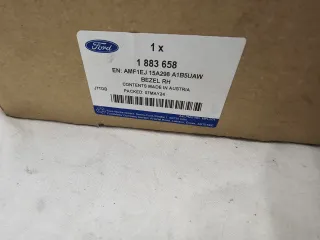 Ford
1 x
1 883 658
EN: AMF1EJ 15A298 A1B5UAW
BEZEL RH
CONTENTS MADE IN AUSTRIA
PACKED: 07MAY24